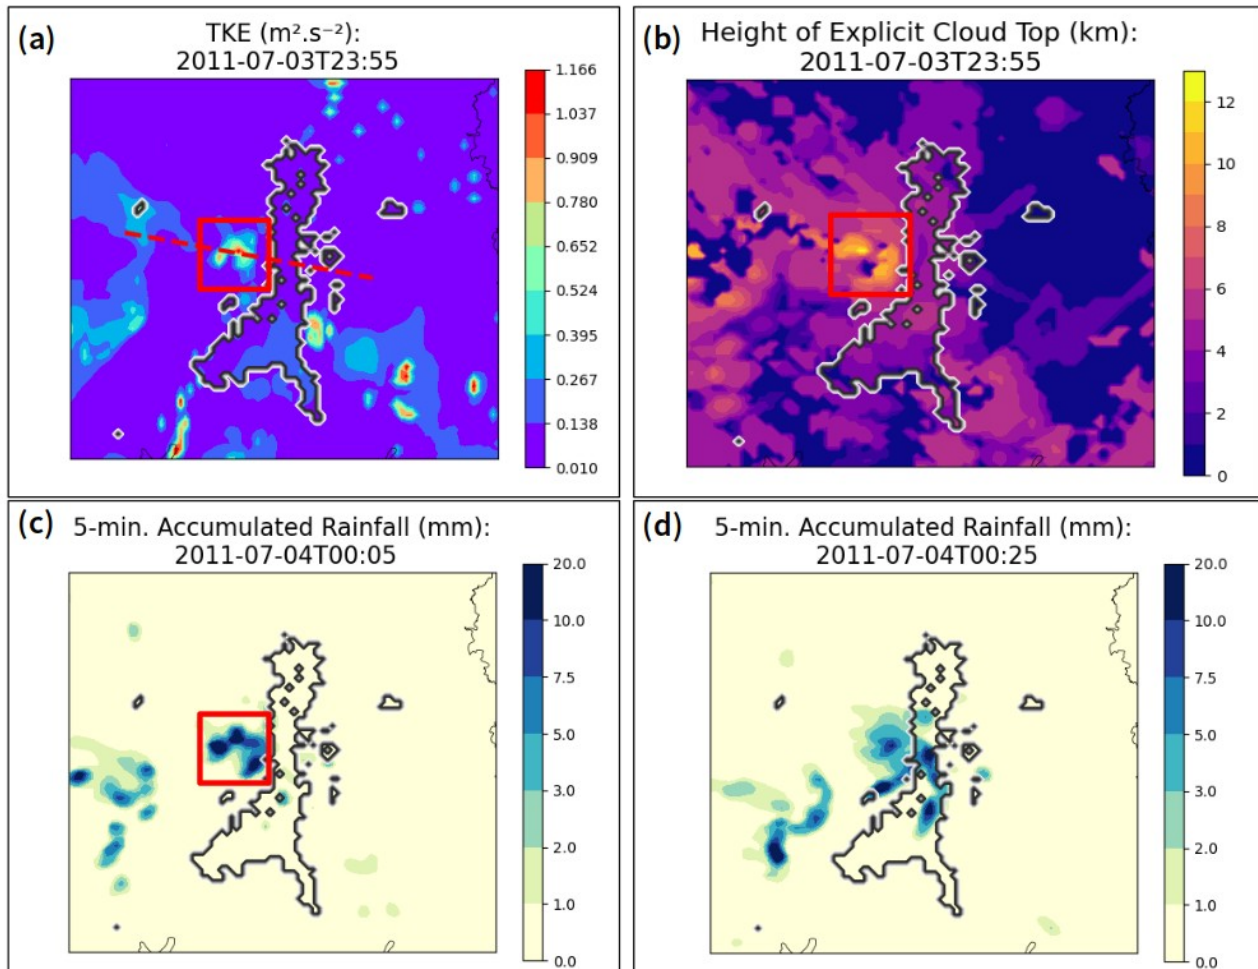 (a)
TKE (m².s⁻²):
2011-07-03T23:55
1.166
1.037
0.909
0.780
0.652
0.524
0.395
0.267
0.138
0.010
(b)
Height of Explicit Cloud Top (km):
2011-07-03T23:55
12
10
8
6
4
2
0
(c)
5-min. Accumulated Rainfall (mm):
2011-07-04T00:05
20.0
10.0
7.5
5.0
3.0
2.0
1.0
0.0
(d)
5-min. Accumulated Rainfall (mm):
2011-07-04T00:25
20.0
10.0
7.5
5.0
3.0
2.0
1.0
0.0